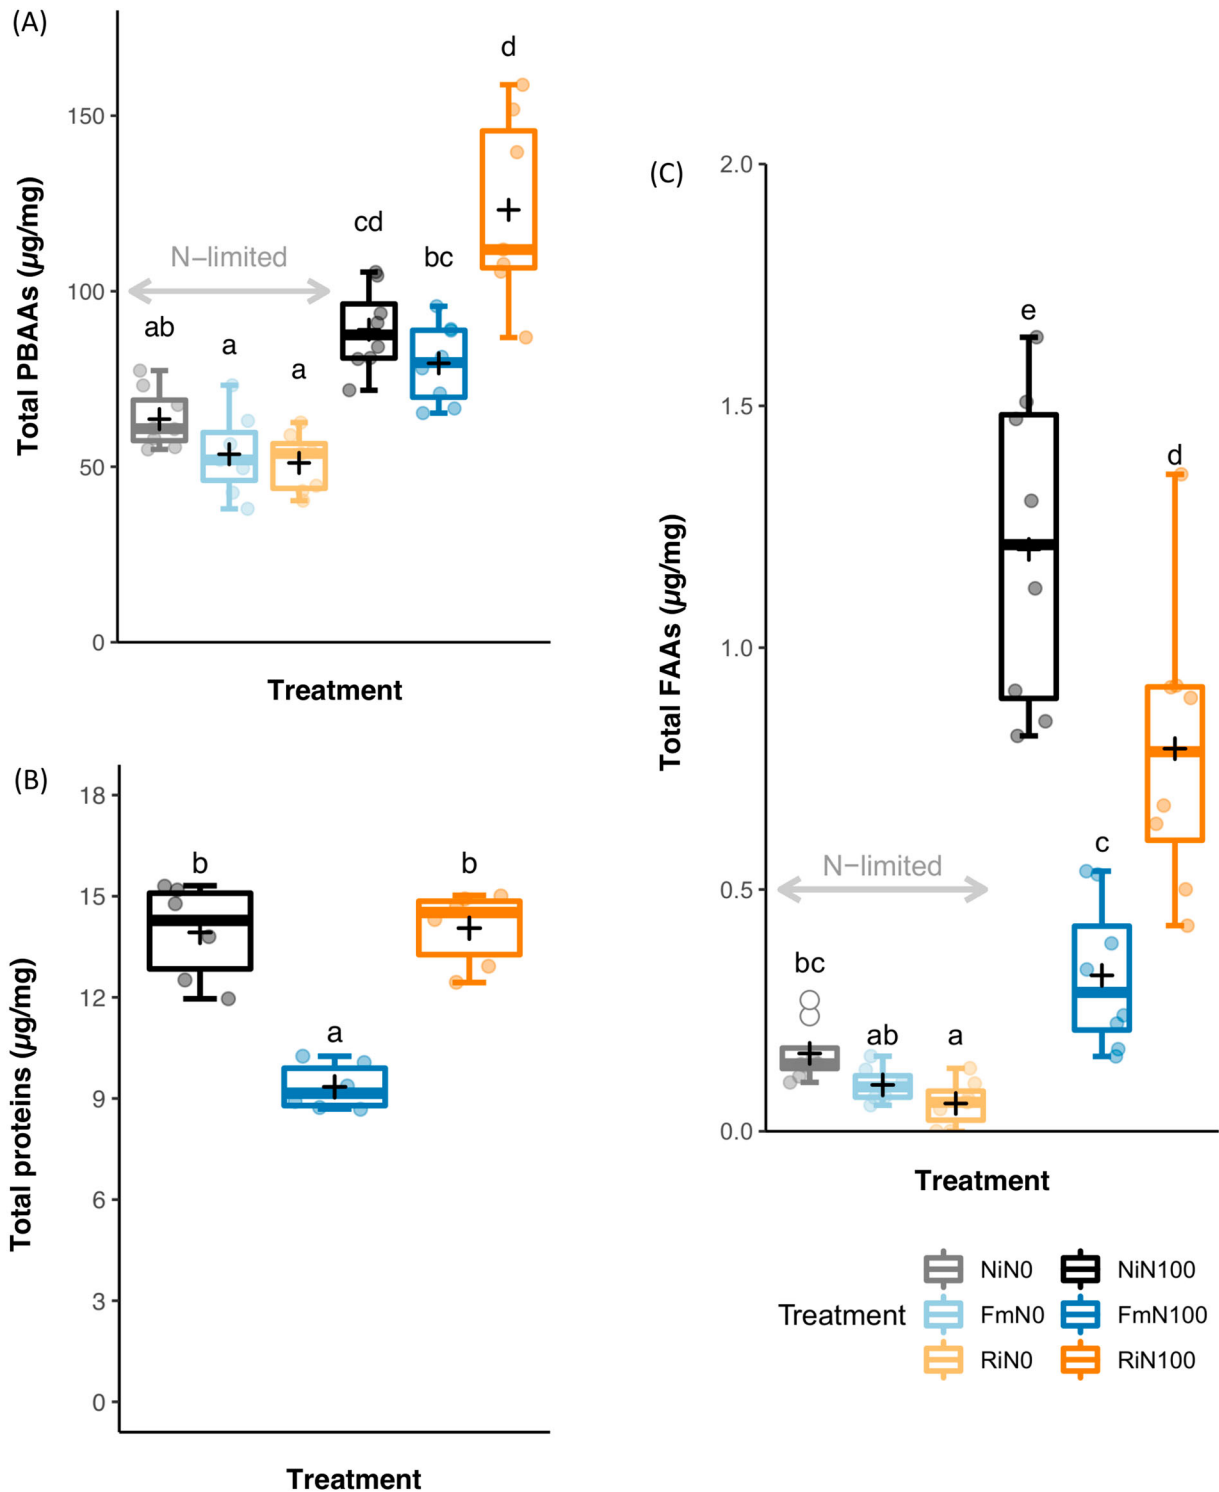 (A)
Total PBAAs (µg/mg)
150
100
50
0
N−limited
ab
a
a
cd
bc
d
Treatment
(B)
Total proteins (µg/mg)
18
15
12
9
6
3
0
b
a
b
Treatment
(C)
Total FAAs (µg/mg)
2.0
1.5
1.0
0.5
0.0
N−limited
bc
ab
a
e
c
d
Treatment
Treatment
NiN0
NiN100
FmN0
FmN100
RiN0
RiN100